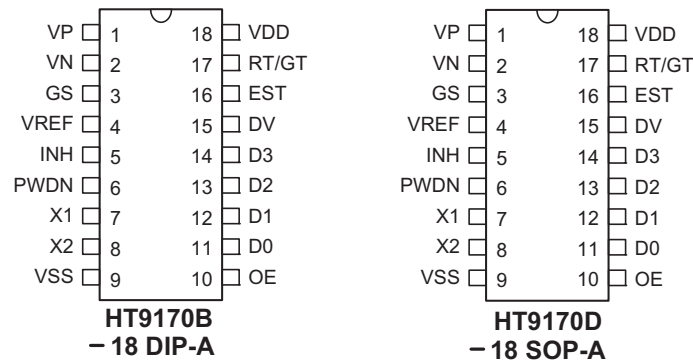 VP 1 18 VDD
VN 2 17 RT/GT
GS 3 16 EST
VREF 4 15 DV
INH 5 14 D3
PWDN 6 13 D2
X1 7 12 D1
X2 8 11 D0
VSS 9 10 OE
HT9170B
– 18 DIP-A
VP 1 18 VDD
VN 2 17 RT/GT
GS 3 16 EST
VREF 4 15 DV
INH 5 14 D3
PWDN 6 13 D2
X1 7 12 D1
X2 8 11 D0
VSS 9 10 OE
HT9170D
– 18 SOP-A